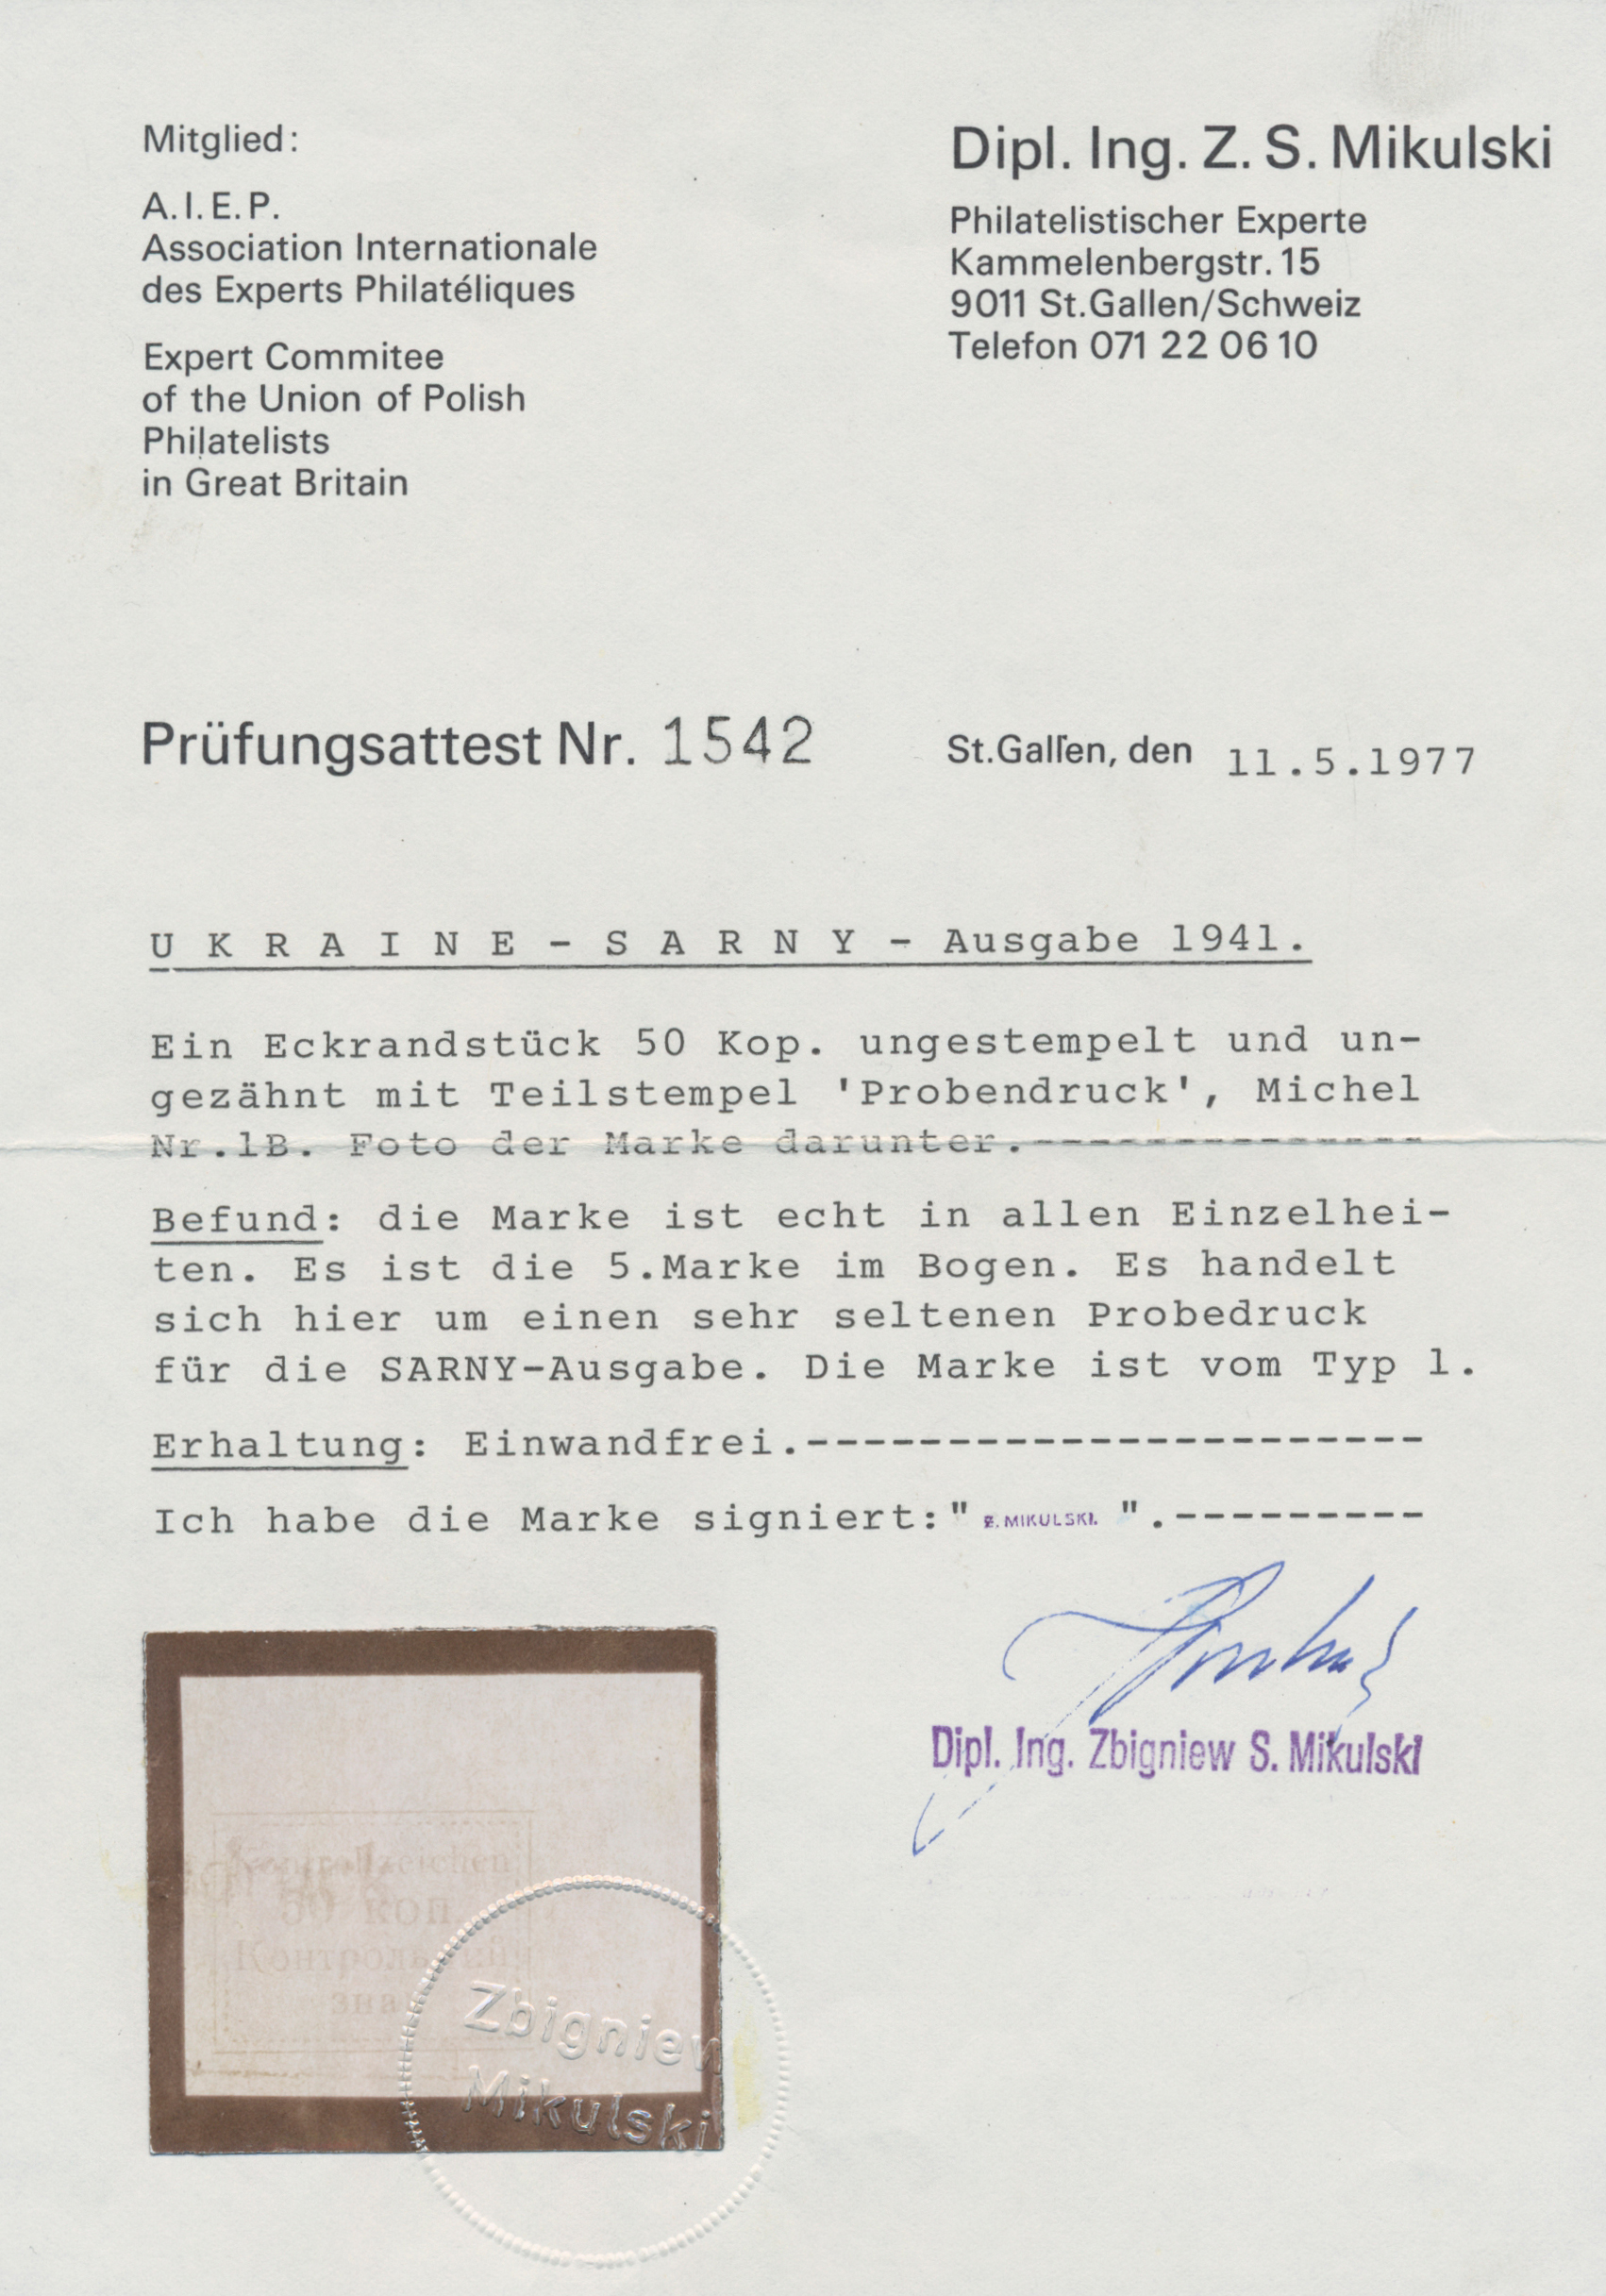 Mitglied:
A.I.E.P.
Association Internationale
des Experts Philatéliques
Expert Commitee
of the Union of Polish
Philatelists
in Great Britain
Dipl. Ing. Z. S. Mikulski
Philatelistischer Experte
Kammelenbergstr. 15
9011 St.Gallen/Schweiz
Telefon 071 22 06 10
Prüfungsattest Nr. 1542
St.Gallen, den 11.5.1977
U K R A I N E - S A R N Y - Ausgabe 1941.
Ein Eckrandstück 50 Kop. ungestempelt und un-
gezähnt mit Teilstempel 'Probendruck', Michel
Nr.1B. Foto der Marke darunter.--------------
Befund: die Marke ist echt in allen Einzelhei-
ten. Es ist die 5.Marke im Bogen. Es handelt
sich hier um einen sehr seltenen Probedruck
für die SARNY-Ausgabe. Die Marke ist vom Typ 1.
Erhaltung: Einwandfrei.----------------------
Ich habe die Marke signiert:" Z. MIKULSKI. ".---------
Dipl. Ing. Zbigniew S. Mikulski
Kontrollzeichen
50 коп.
Контрольный
знак
Zbigniew
Mikulski